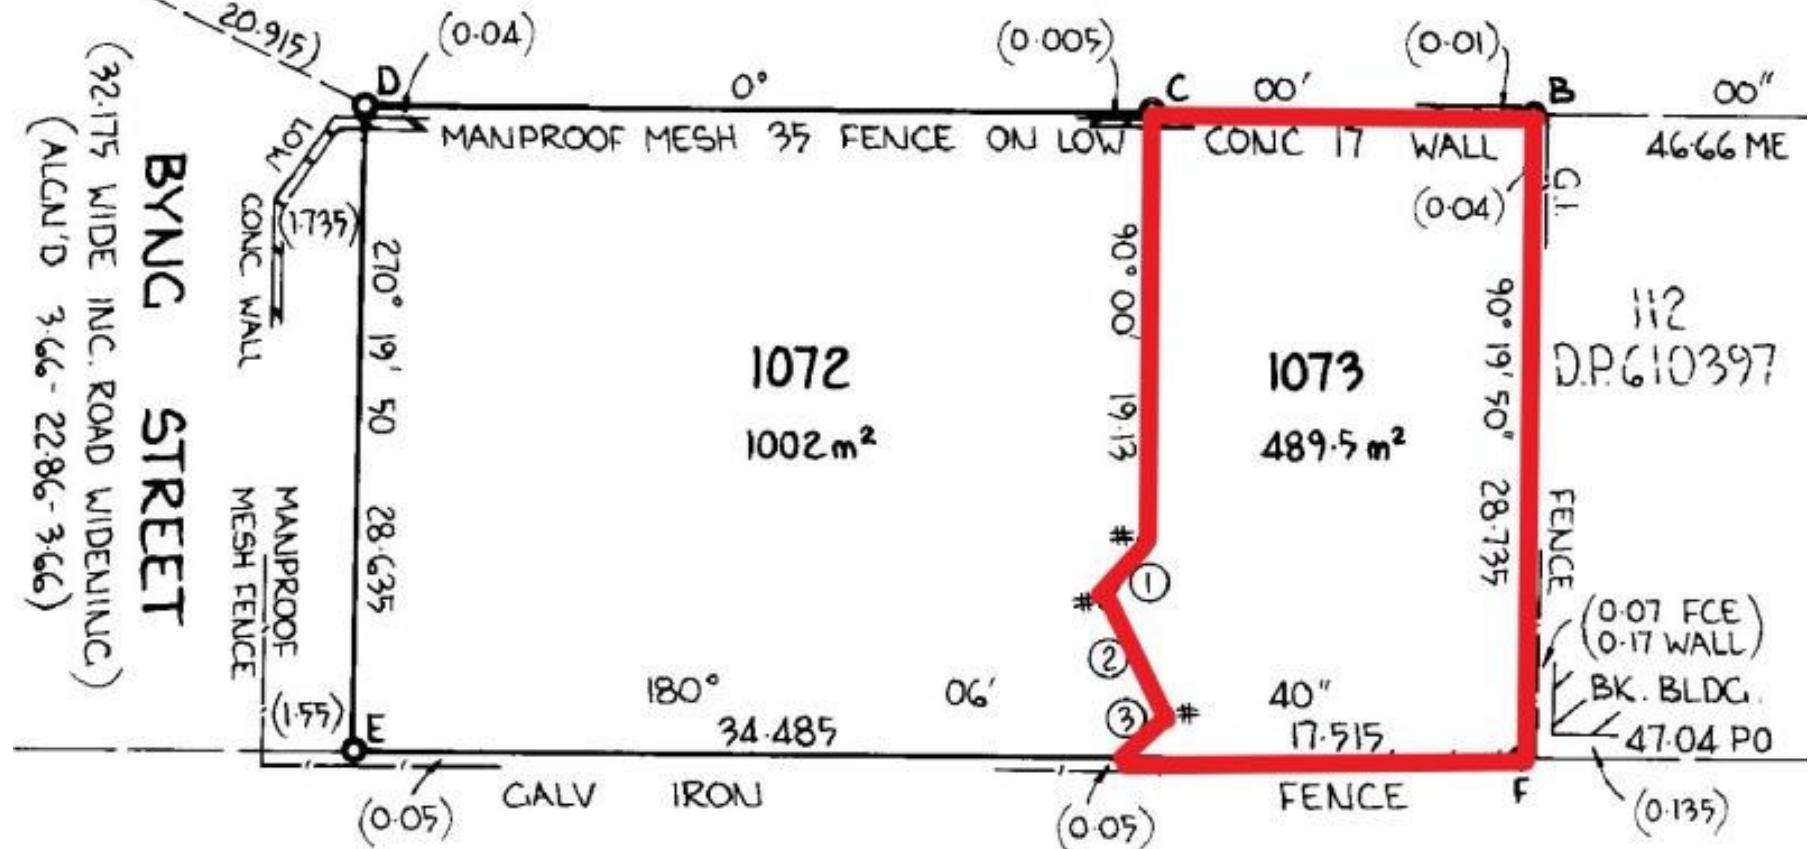 20.915)
(0.04)
(0.005)
(0.01)
D
0°
C
00'
B
00"
MANPROOF MESH 35 FENCE ON LOW
CONC 17 WALL
46.66 ME
LOW
CONC WALL
(1.735)
BYNG STREET
(32.175 WIDE INC. ROAD WIDENING)
(ALGN'D 3.66 - 22.86 - 3.66)
270° 19' 50
28.635
MANPROOF
MESH FENCE
1072
1002 m²
90° 00'
19.13
1073
489.5 m²
(0.04)
G.I.
90° 19' 50"
28.735
FENCE
112
D.P. 610397
#
1
#
2
3
#
(0.07 FCE
0.17 WALL)
BK. BLDG.
47.04 PO
180° 06' 40"
34.485
17.515
(1.55)
E
F
GALV IRON
FENCE
(0.05)
(0.05)
(0.135)